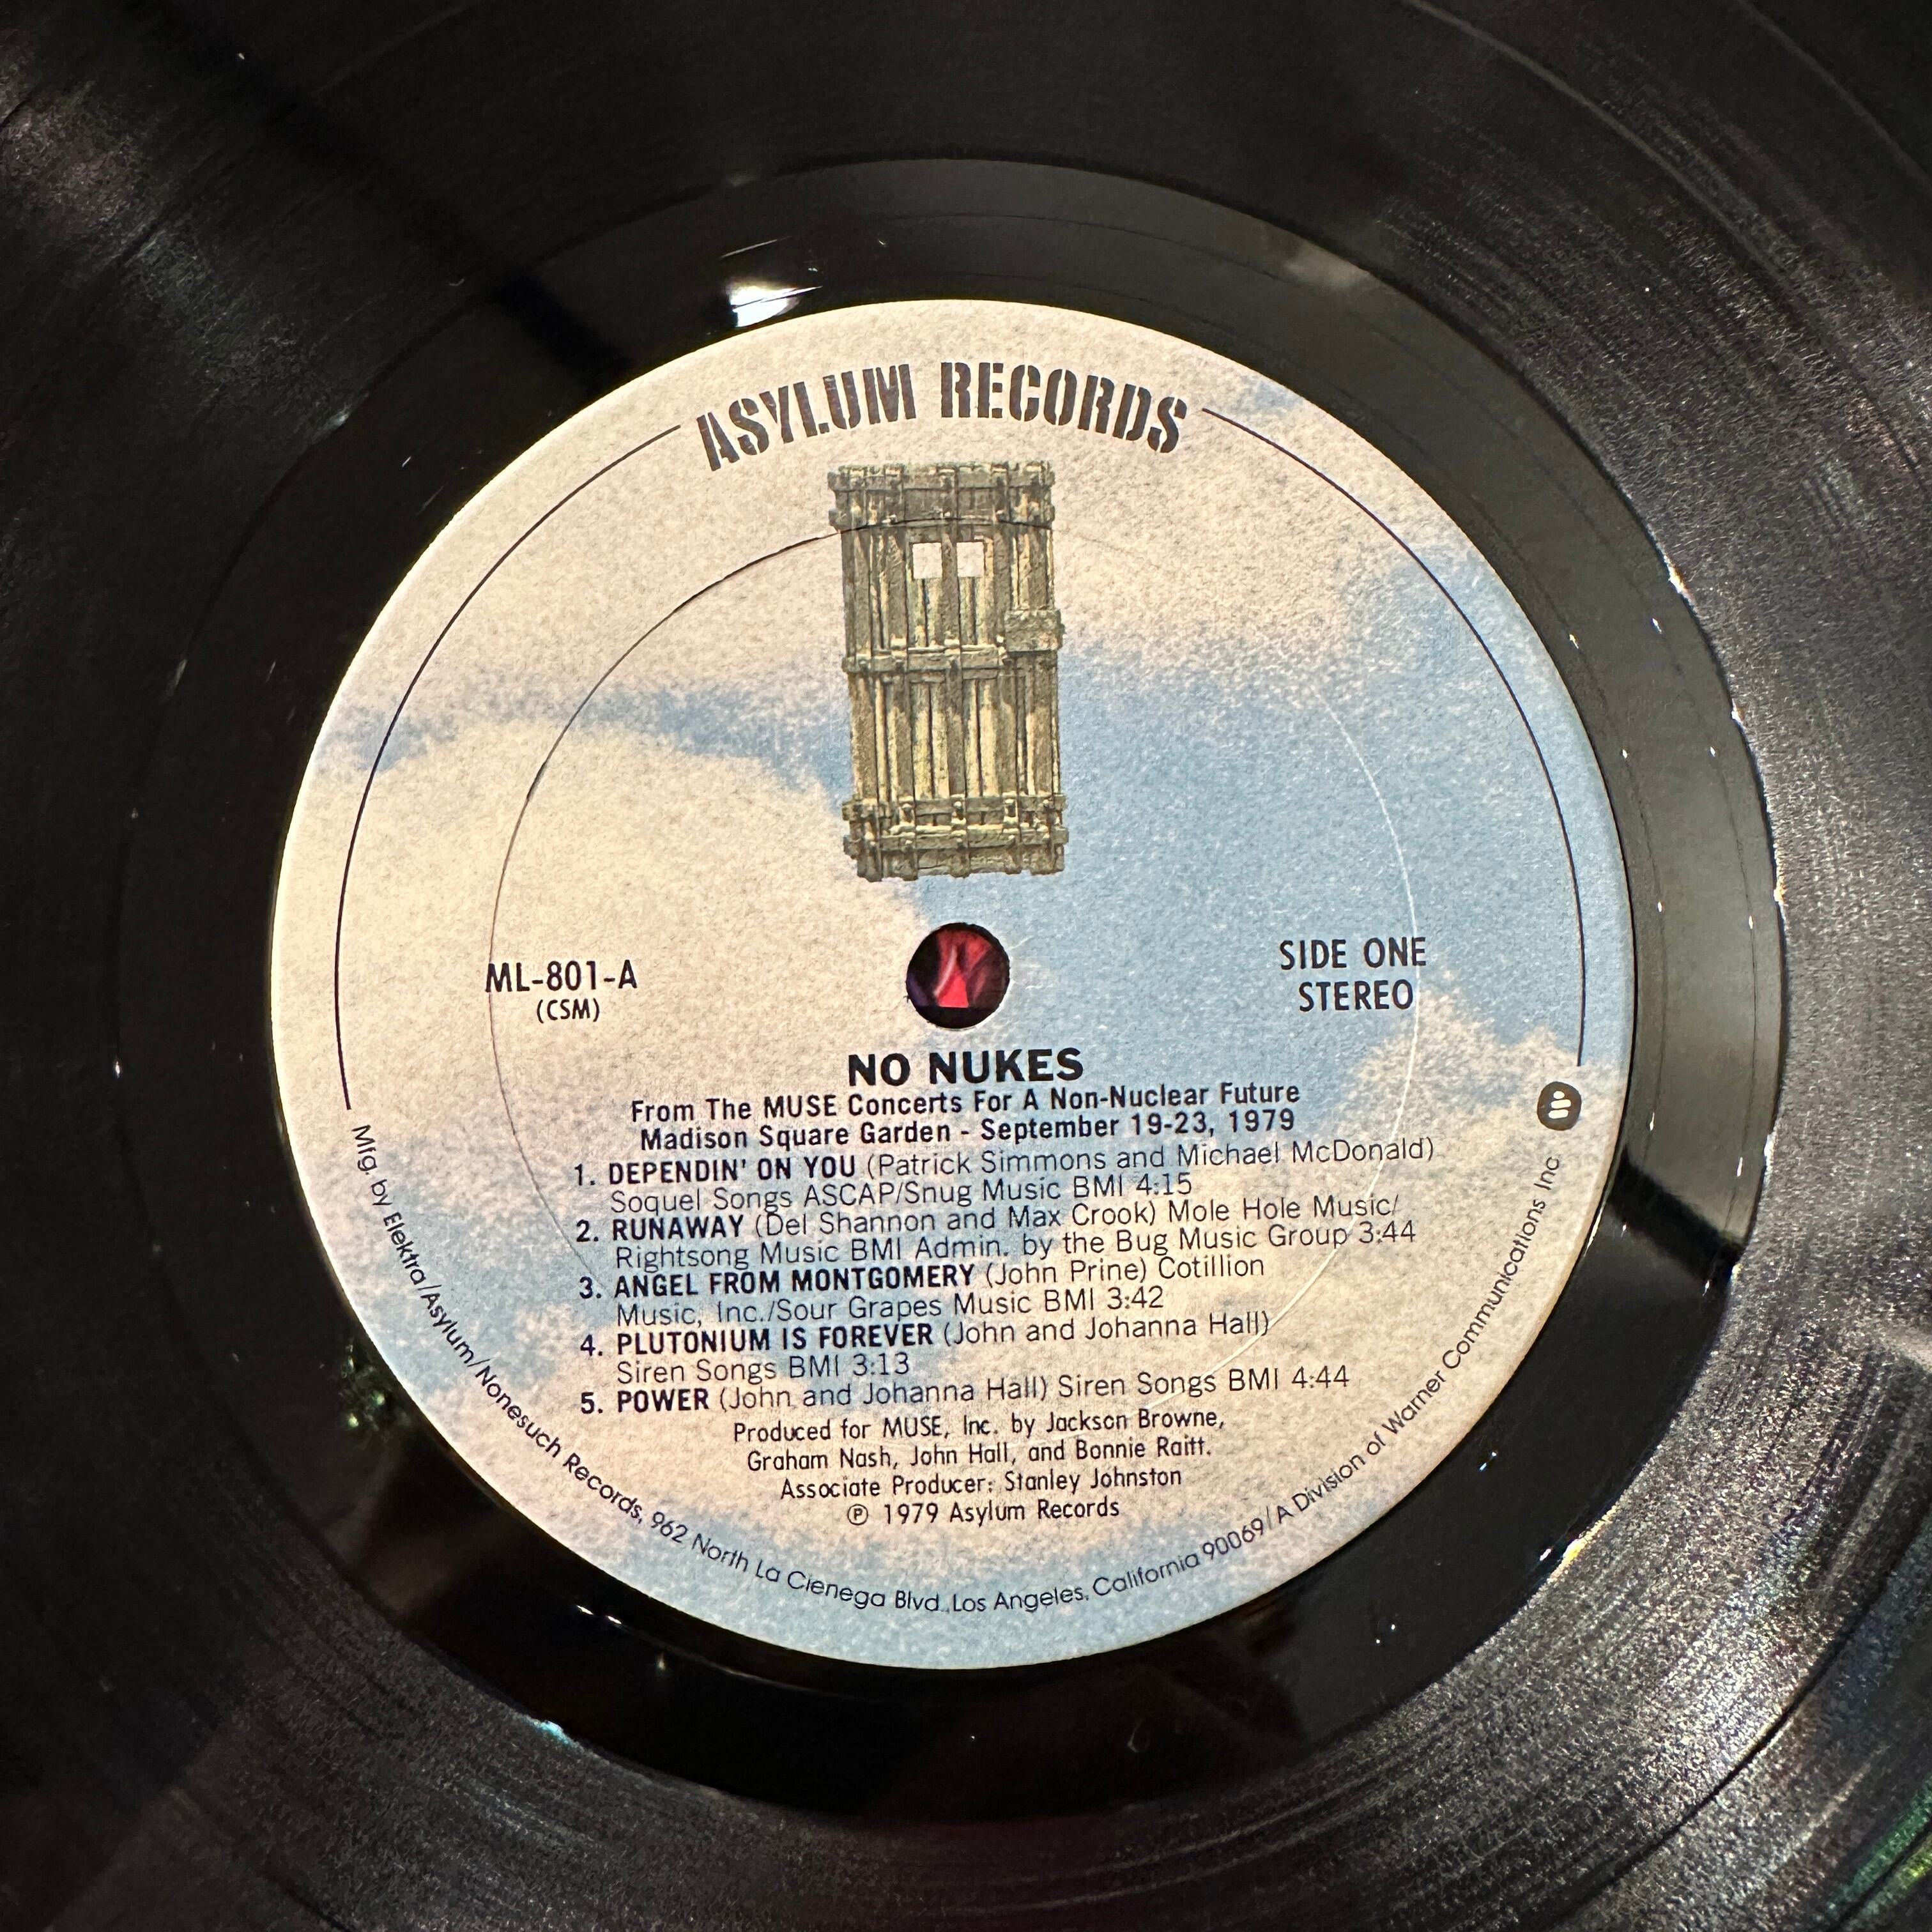 ASYLUM RECORDS
ML-801-A
(CSM)
SIDE ONE
STEREO
NO NUKES
From The MUSE Concerts For A Non-Nuclear Future
Madison Square Garden - September 19-23, 1979
1. DEPENDIN' ON YOU (Patrick Simmons and Michael McDonald)
Soquel Songs ASCAP/Snug Music BMI 4:15
2. RUNAWAY (Del Shannon and Max Crook) Mole Hole Music/
Rightsong Music BMI Admin. by the Bug Music Group 3:44
3. ANGEL FROM MONTGOMERY (John Prine) Cotillion
Music, Inc./Sour Grapes Music BMI 3:42
4. PLUTONIUM IS FOREVER (John and Johanna Hall)
Siren Songs BMI 3:13
5. POWER (John and Johanna Hall) Siren Songs BMI 4:44
Produced for MUSE, Inc. by Jackson Browne,
Graham Nash, John Hall, and Bonnie Raitt.
Associate Producer: Stanley Johnston
℗ 1979 Asylum Records
Mfg. by Elektra/Asylum/Nonesuch Records, 962 North La Cienega Blvd., Los Angeles, California 90069/A Division of Warner Communications Inc.